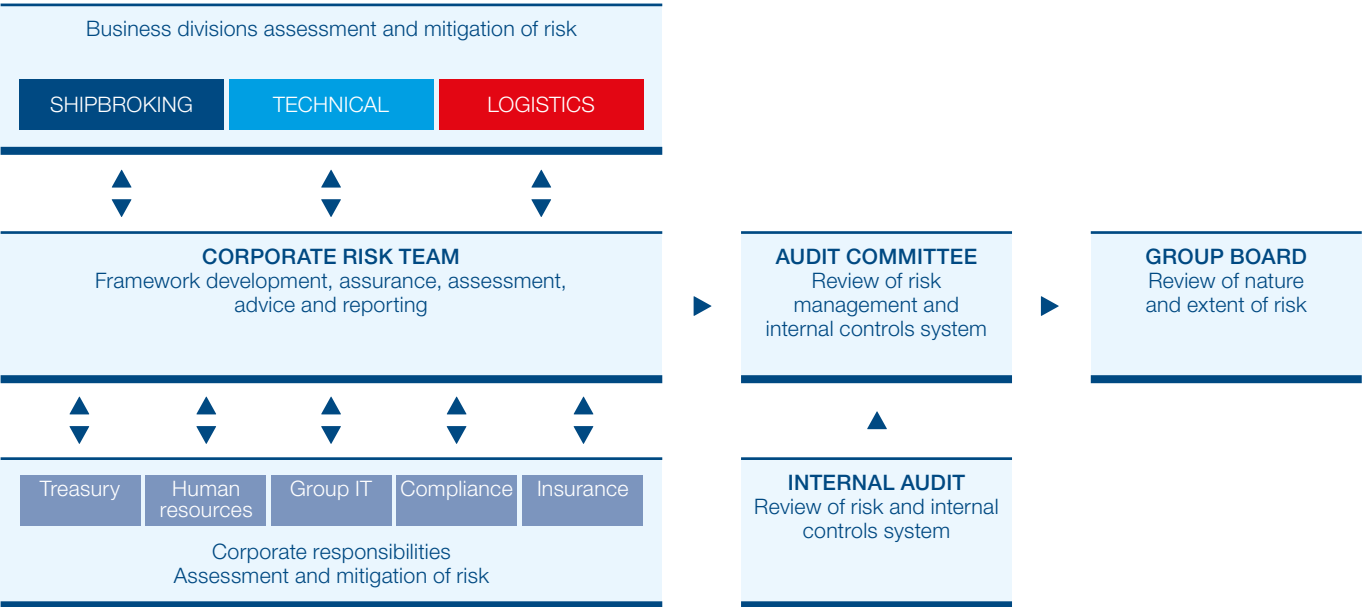 Business divisions assessment and mitigation of risk
SHIPBROKING
TECHNICAL
LOGISTICS
CORPORATE RISK TEAM
Framework development, assurance, assessment,
advice and reporting
AUDIT COMMITTEE
Review of risk
management and
internal controls system
GROUP BOARD
Review of nature
and extent of risk
Treasury
Human
resources
Group IT
Compliance
Insurance
Corporate responsibilities
Assessment and mitigation of risk
INTERNAL AUDIT
Review of risk and internal
controls system